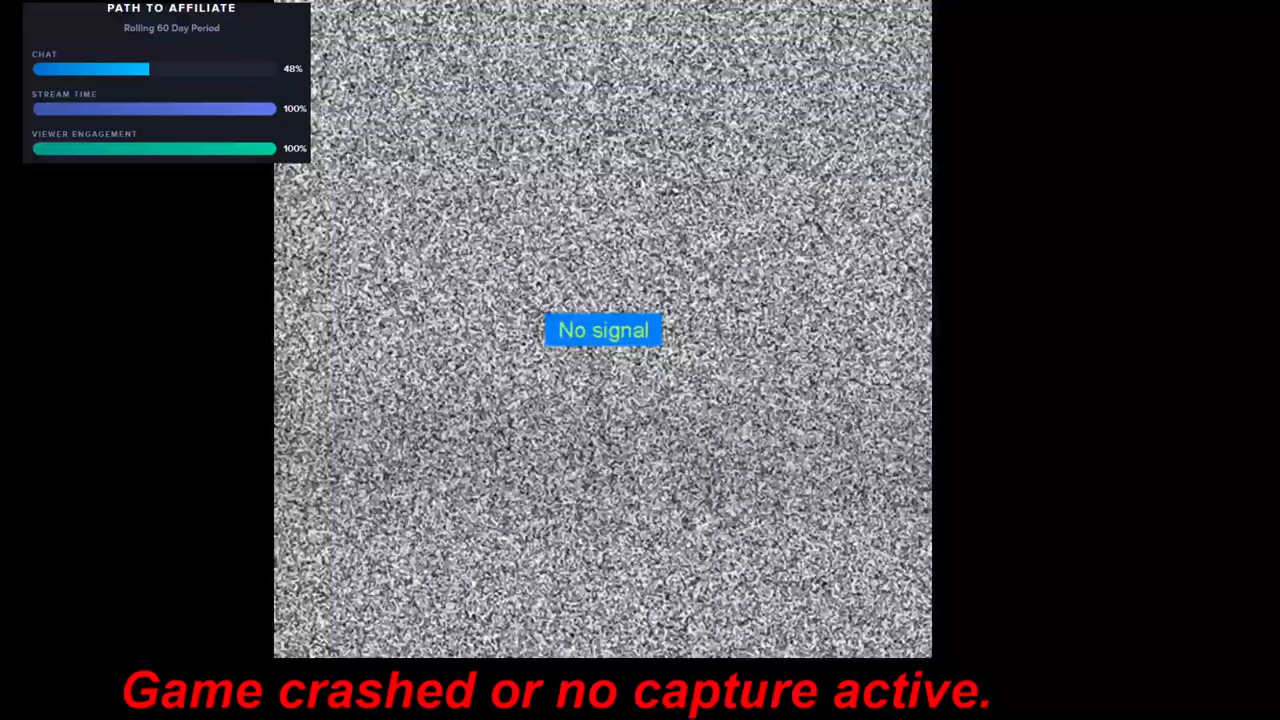 PATH TO AFFILIATE
Rolling 60 Day Period
CHAT
48%
STREAM TIME
100%
VIEWER ENGAGEMENT
100%
No signal
Game crashed or no capture active.